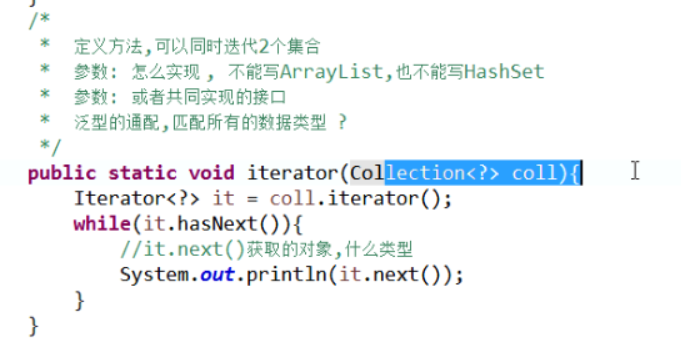 }
/*
* 定义方法,可以同时迭代2个集合
* 参数: 怎么实现 , 不能写ArrayList,也不能写HashSet
* 参数: 或者共同实现的接口
* 泛型的通配,匹配所有的数据类型 ?
*/
public static void iterator(Collection<?> coll){
Iterator<?> it = coll.iterator();
while(it.hasNext()){
//it.next()获取的对象,什么类型
System.out.println(it.next());
}
}